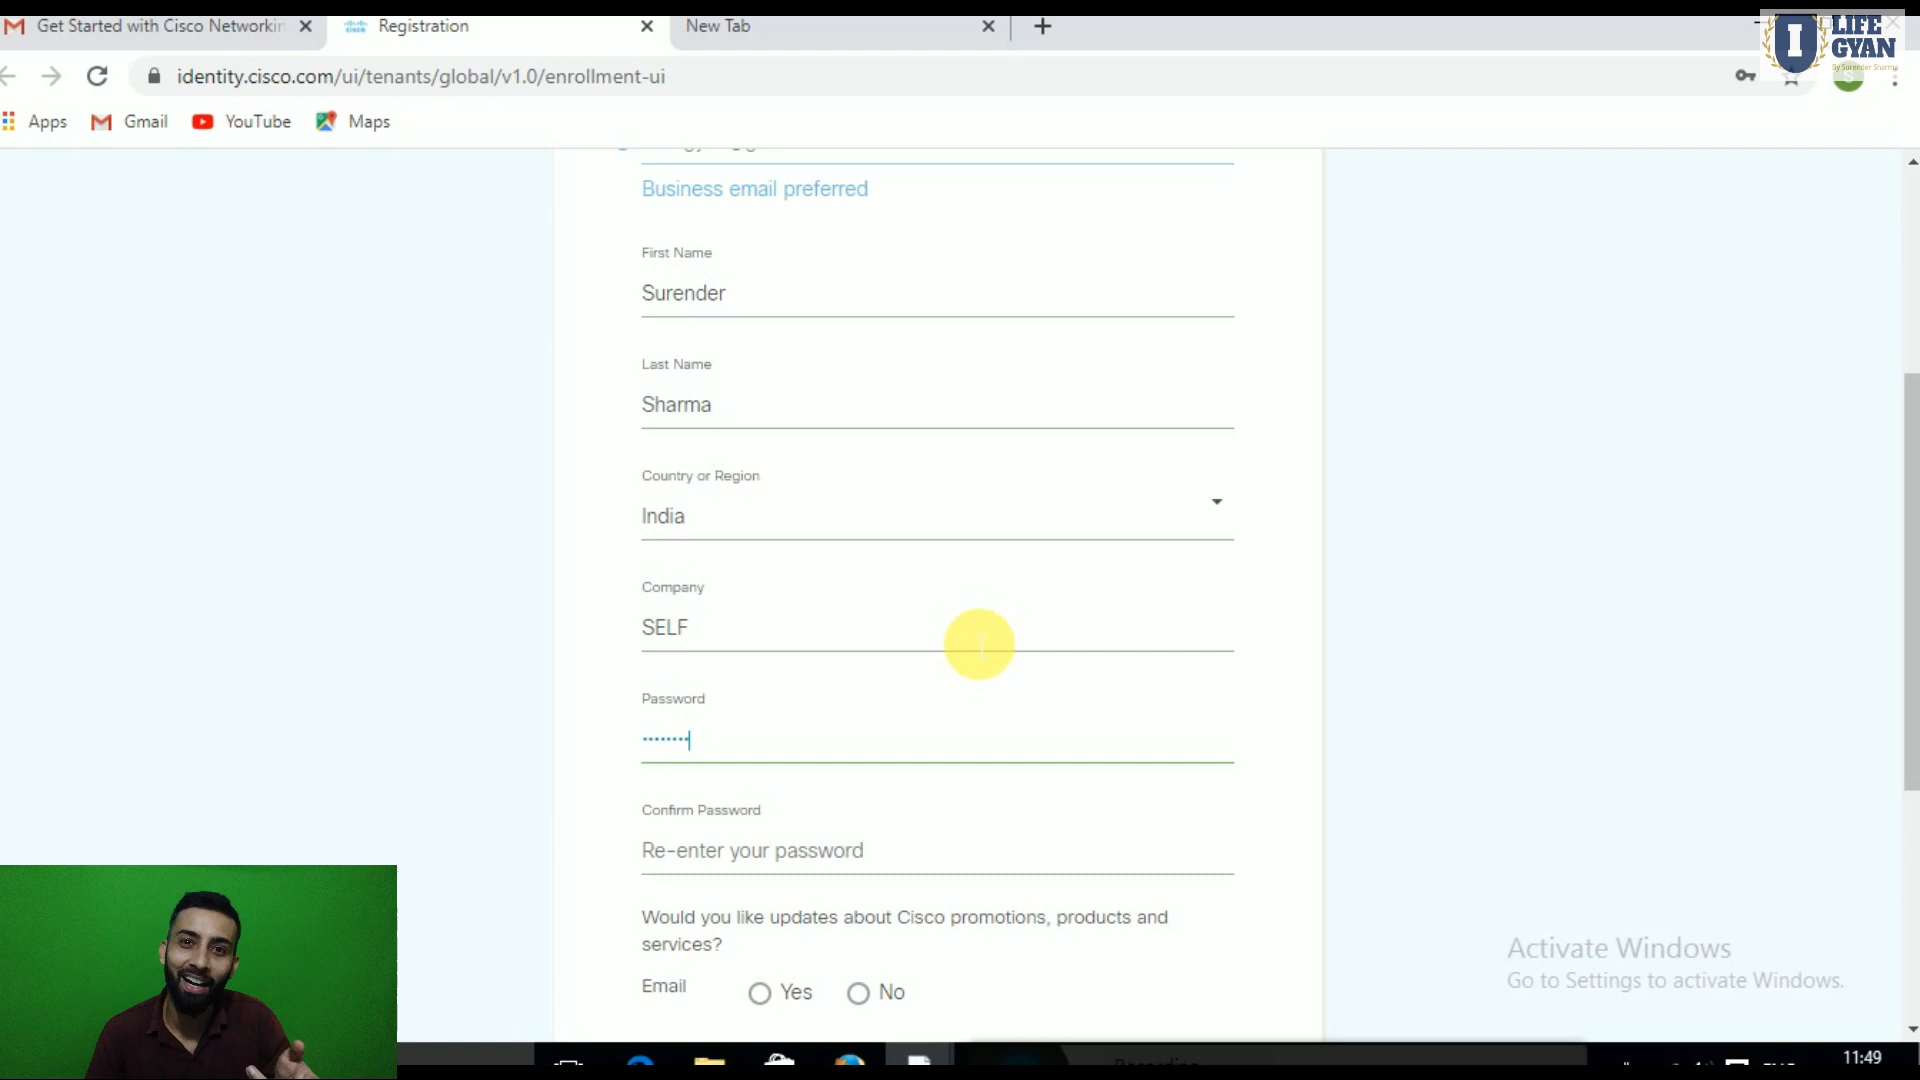 Get Started with Cisco Networkin
Registration
New Tab
LIFE
GYAN
By Surender Sharma
identity.cisco.com/ui/tenants/global/v1.0/enrollment-ui
Apps
Gmail
YouTube
Maps
Business email preferred
First Name
Surender
Last Name
Sharma
Country or Region
India
Company
SELF
Password
Confirm Password
Re-enter your password
Would you like updates about Cisco promotions, products and
services?
Email
Yes
No
Activate Windows
Go to Settings to activate Windows.
11:49